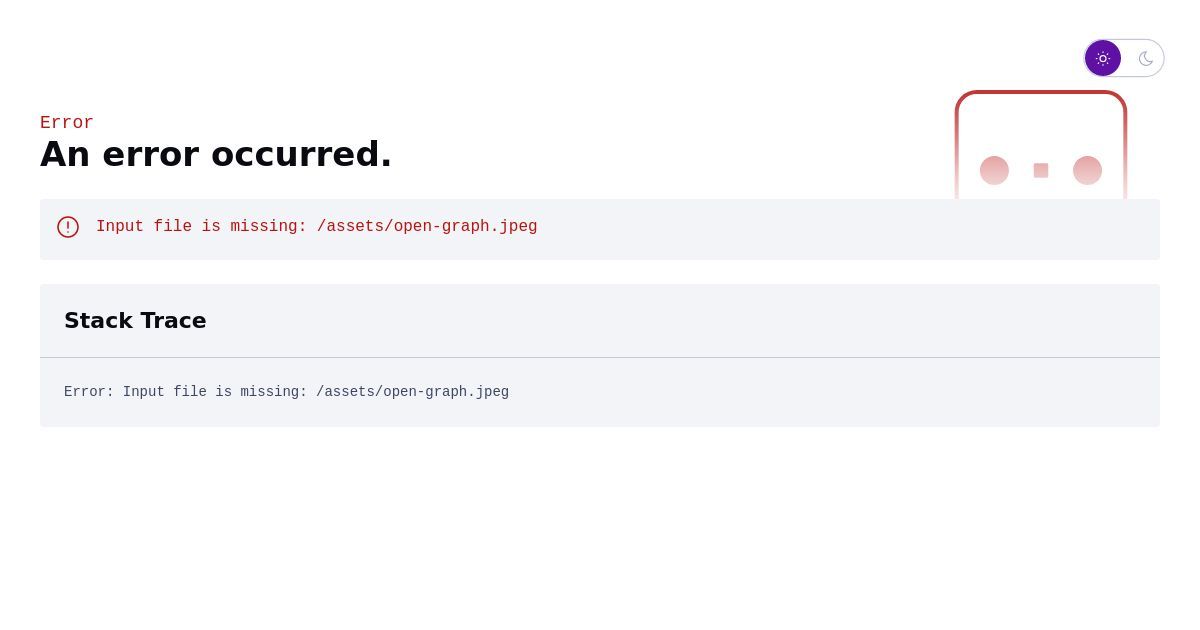 Error
An error occurred.
Input file is missing: /assets/open-graph.jpeg
Stack Trace
Error: Input file is missing: /assets/open-graph.jpeg